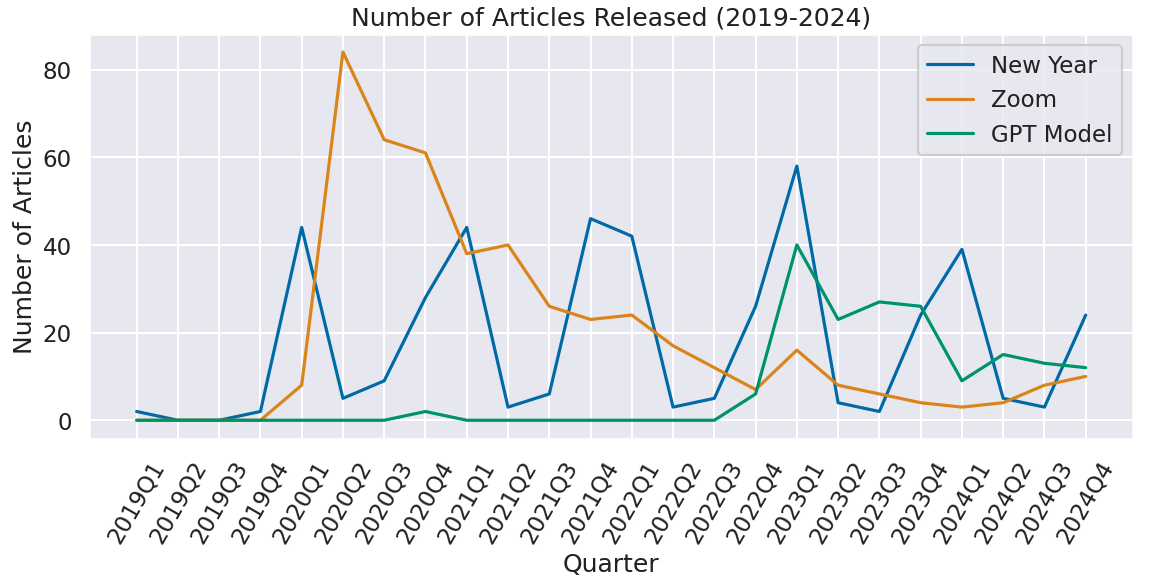 Number of Articles Released (2019-2024)
New Year
Zoom
GPT Model
Number of Articles
80
60
40
20
0
2019Q1
2019Q2
2019Q3
2019Q4
2020Q1
2020Q2
2020Q3
2020Q4
2021Q1
2021Q2
2021Q3
2021Q4
2022Q1
2022Q2
2022Q3
2022Q4
2023Q1
2023Q2
2023Q3
2023Q4
2024Q1
2024Q2
2024Q3
2024Q4
Quarter